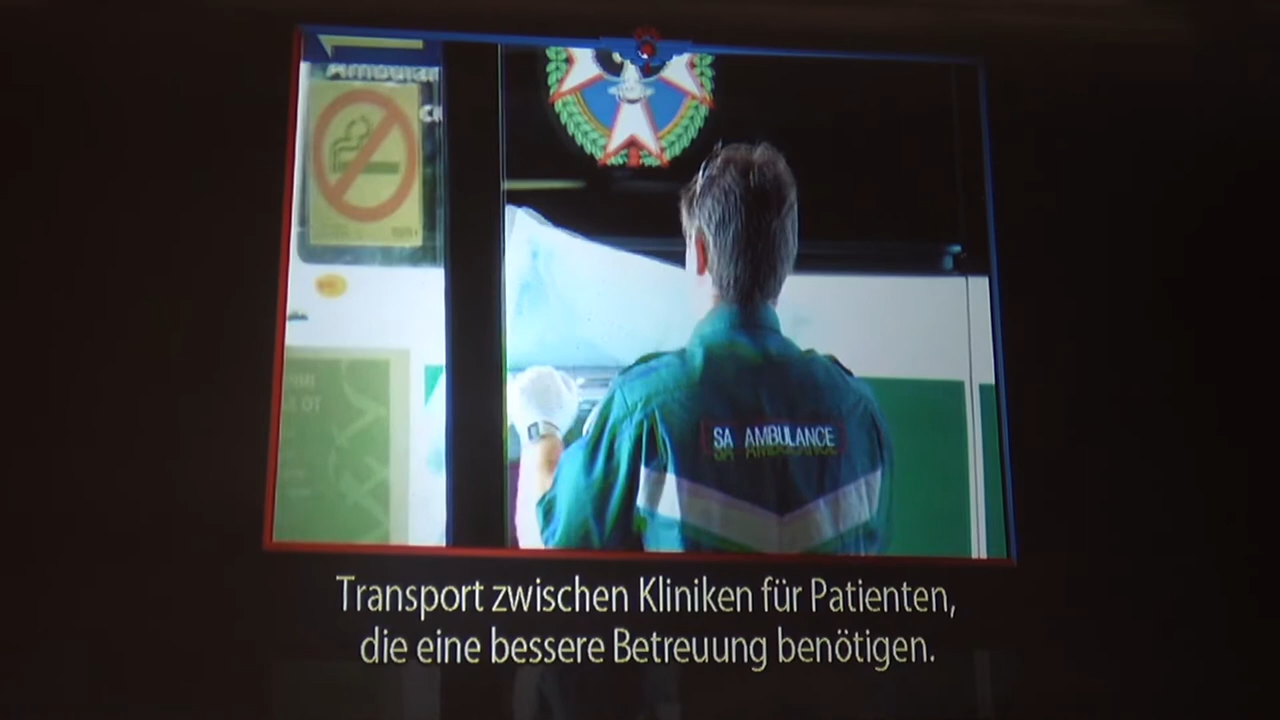 SA AMBULANCE
Transport zwischen Kliniken für Patienten,
die eine bessere Betreuung benötigen.